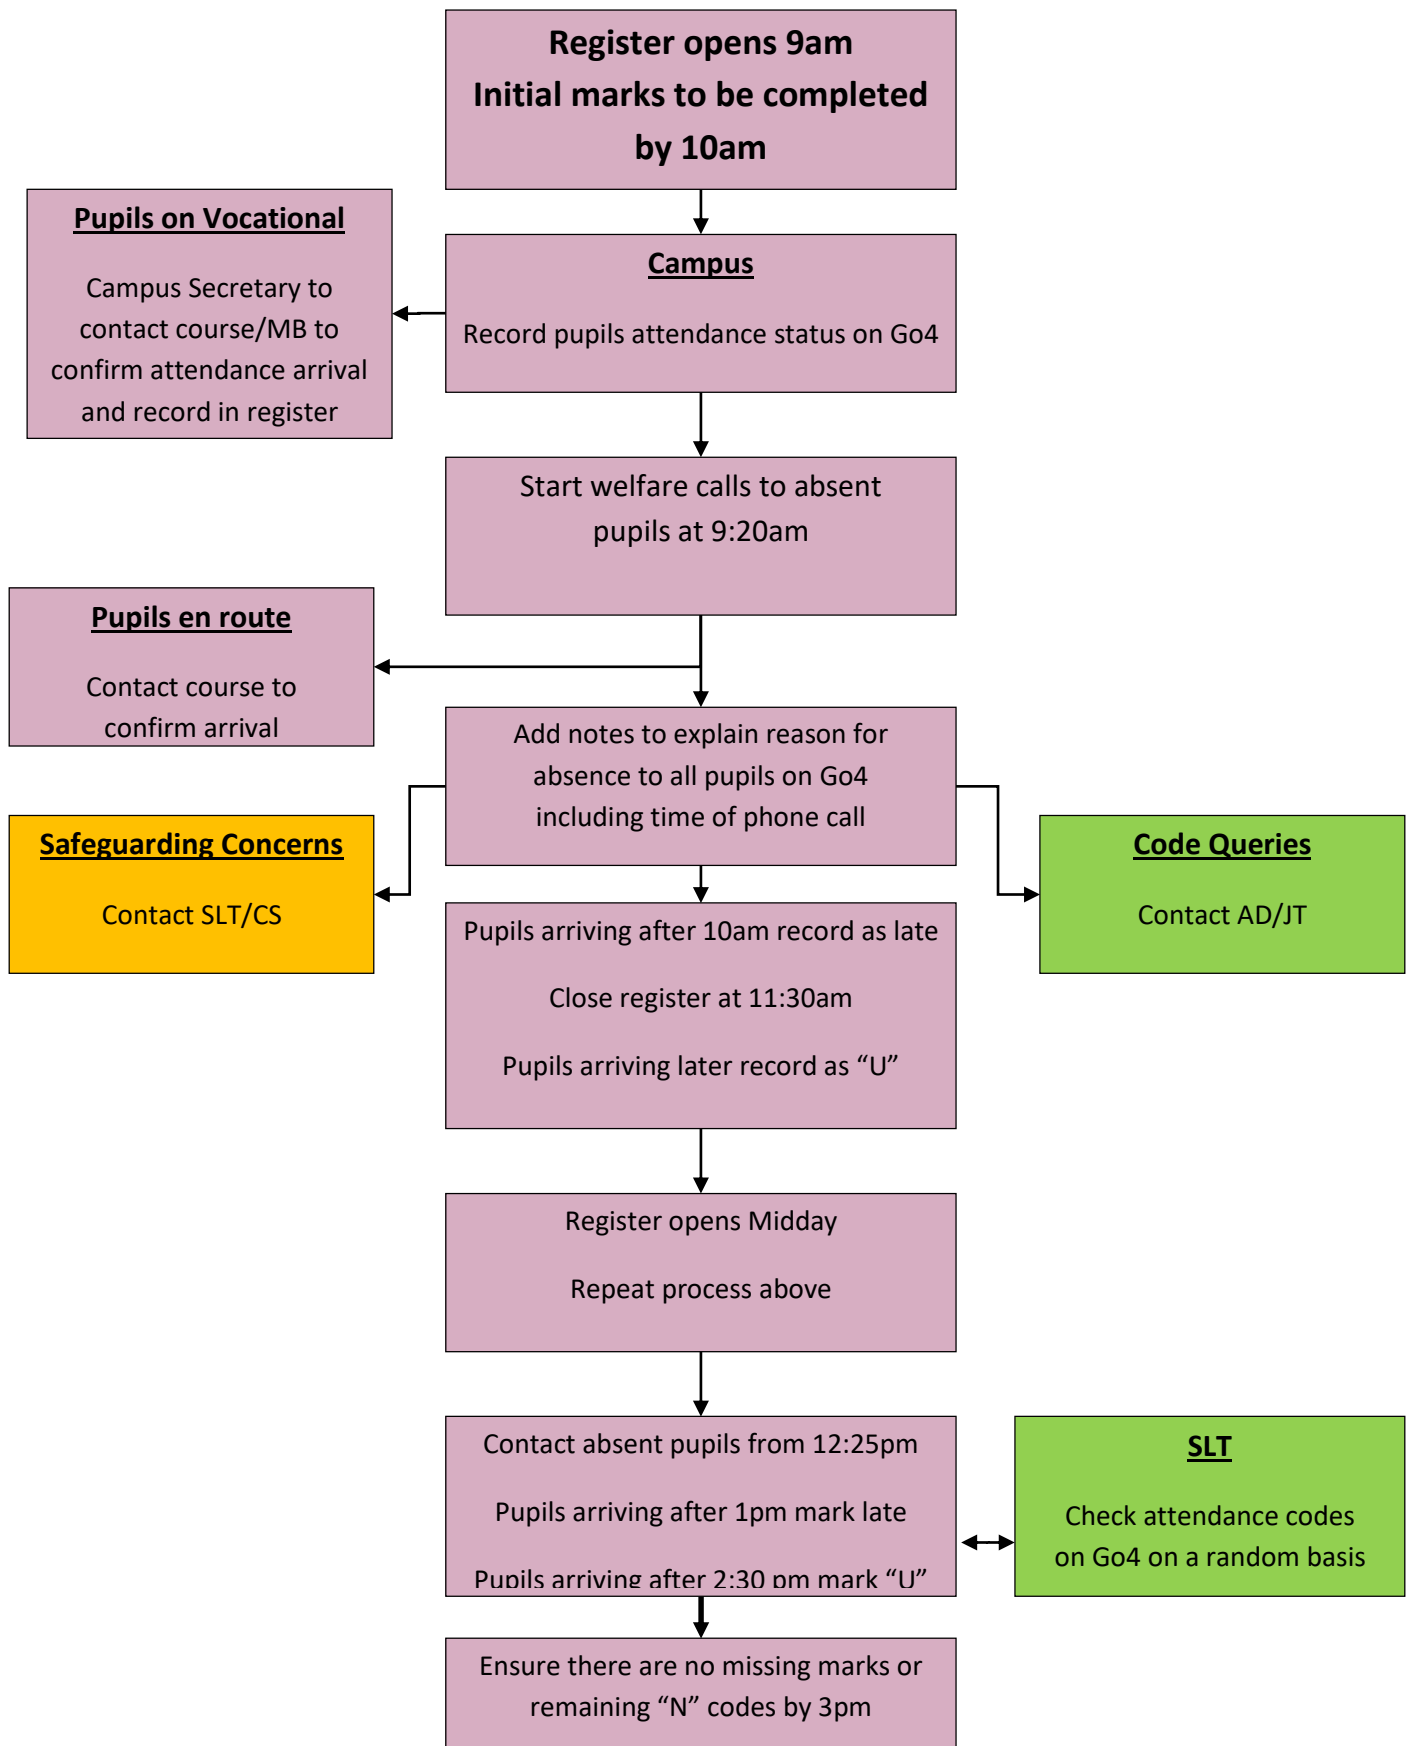 Register opens 9am
Initial marks to be completed
by 10am
Pupils on Vocational
Campus Secretary to
contact course/MB to
confirm attendance arrival
and record in register
Campus
Record pupils attendance status on Go4
Start welfare calls to absent
pupils at 9:20am
Pupils en route
Contact course to
confirm arrival
Add notes to explain reason for
absence to all pupils on Go4
including time of phone call
Safeguarding Concerns
Contact SLT/CS
Code Queries
Contact AD/JT
Pupils arriving after 10am record as late
Close register at 11:30am
Pupils arriving later record as “U”
Register opens Midday
Repeat process above
Contact absent pupils from 12:25pm
Pupils arriving after 1pm mark late
Pupils arriving after 2:30 pm mark “U”
SLT
Check attendance codes
on Go4 on a random basis
Ensure there are no missing marks or
remaining “N” codes by 3pm